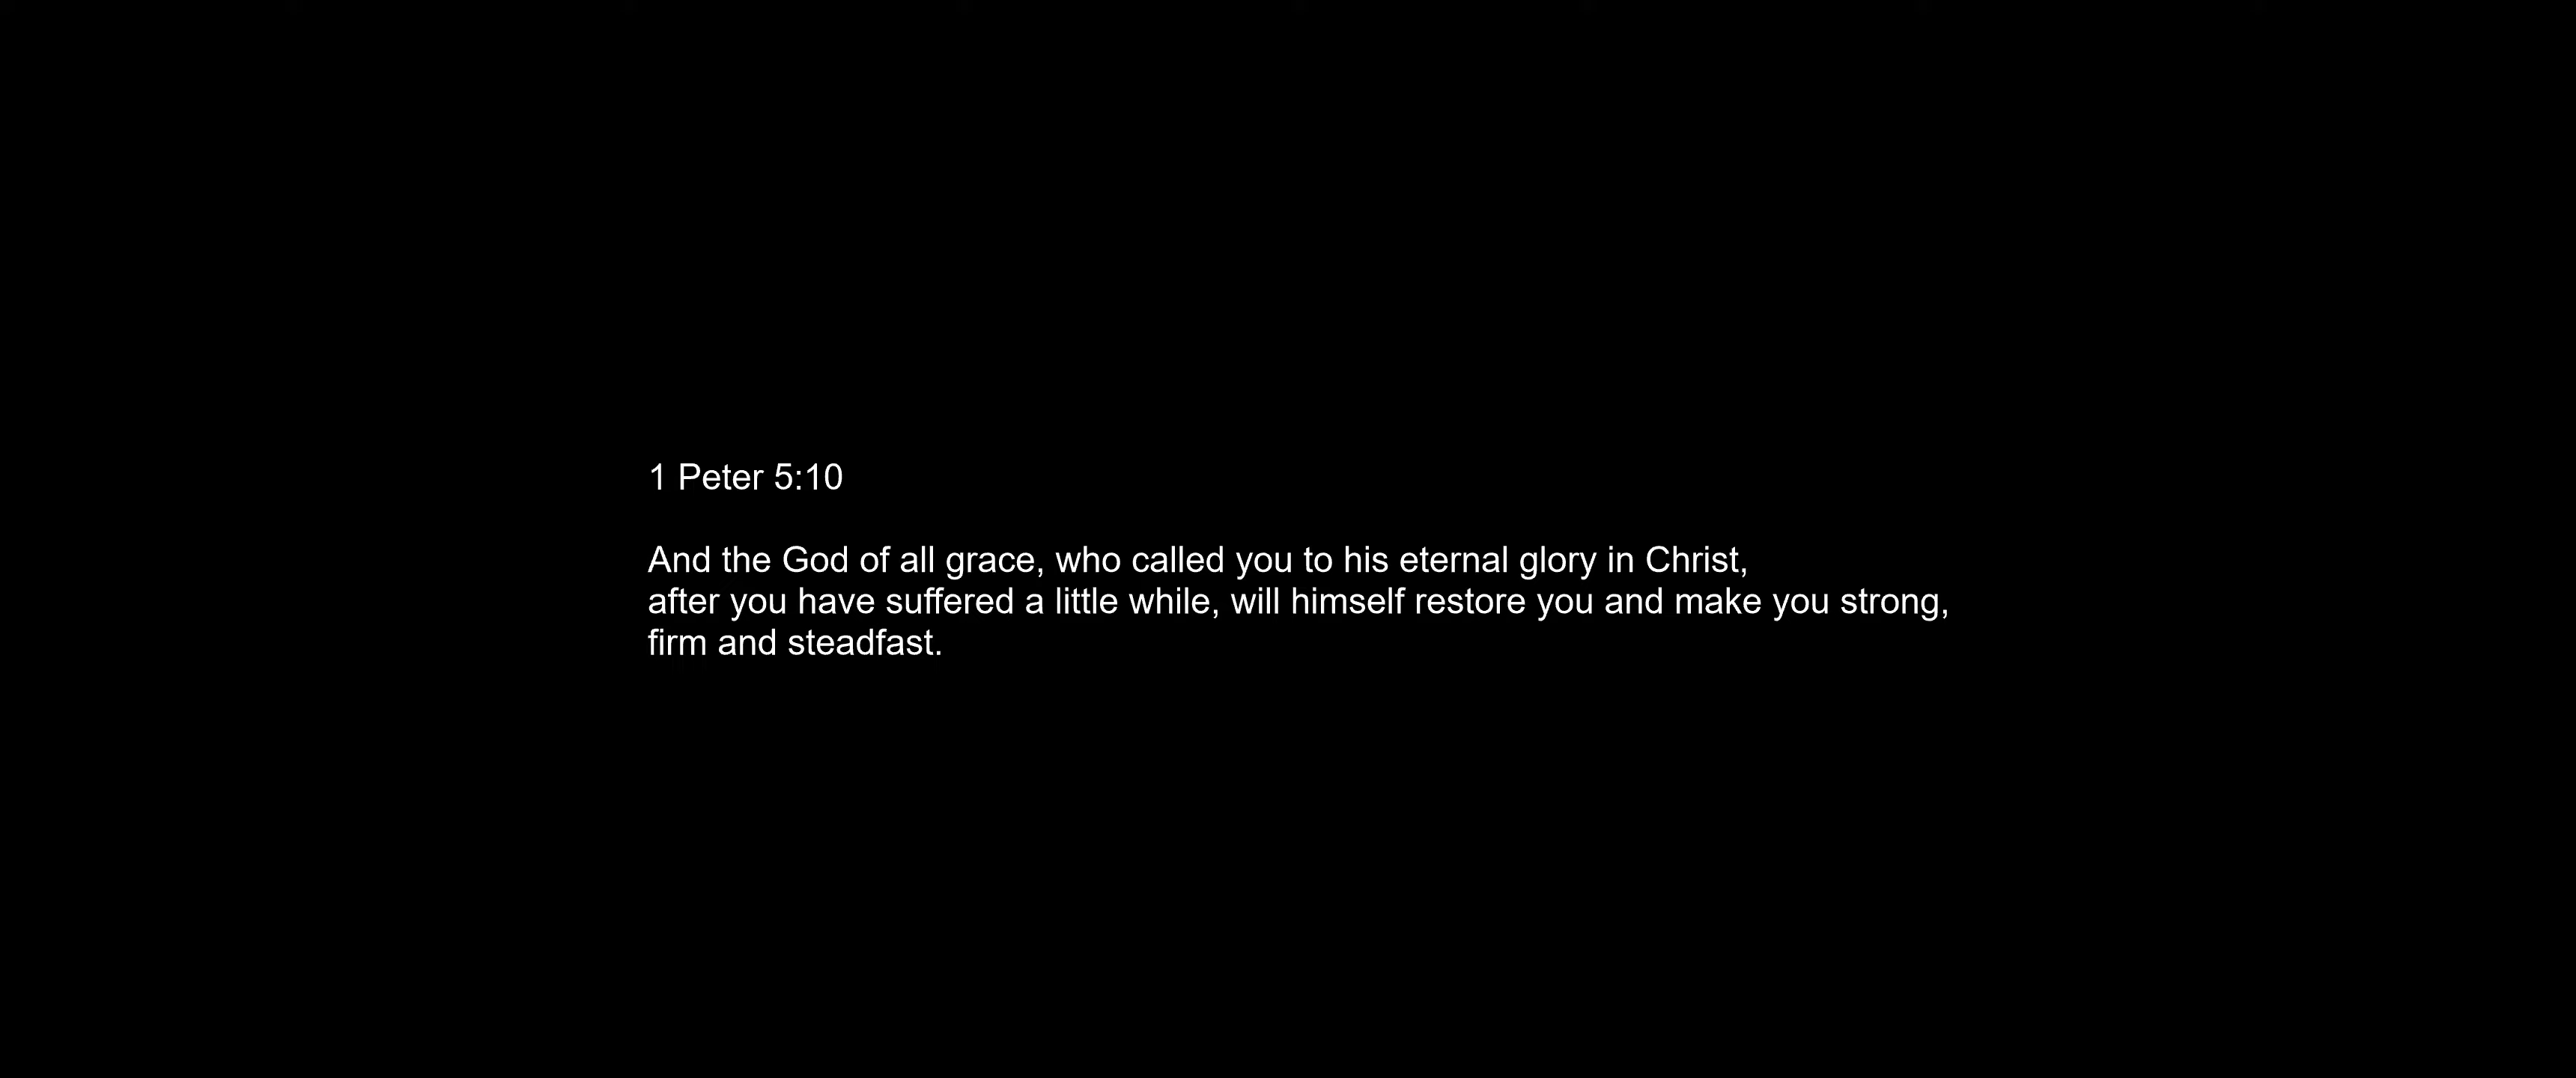 1 Peter 5:10
And the God of all grace, who called you to his eternal glory in Christ,
after you have suffered a little while, will himself restore you and make you strong,
firm and steadfast.